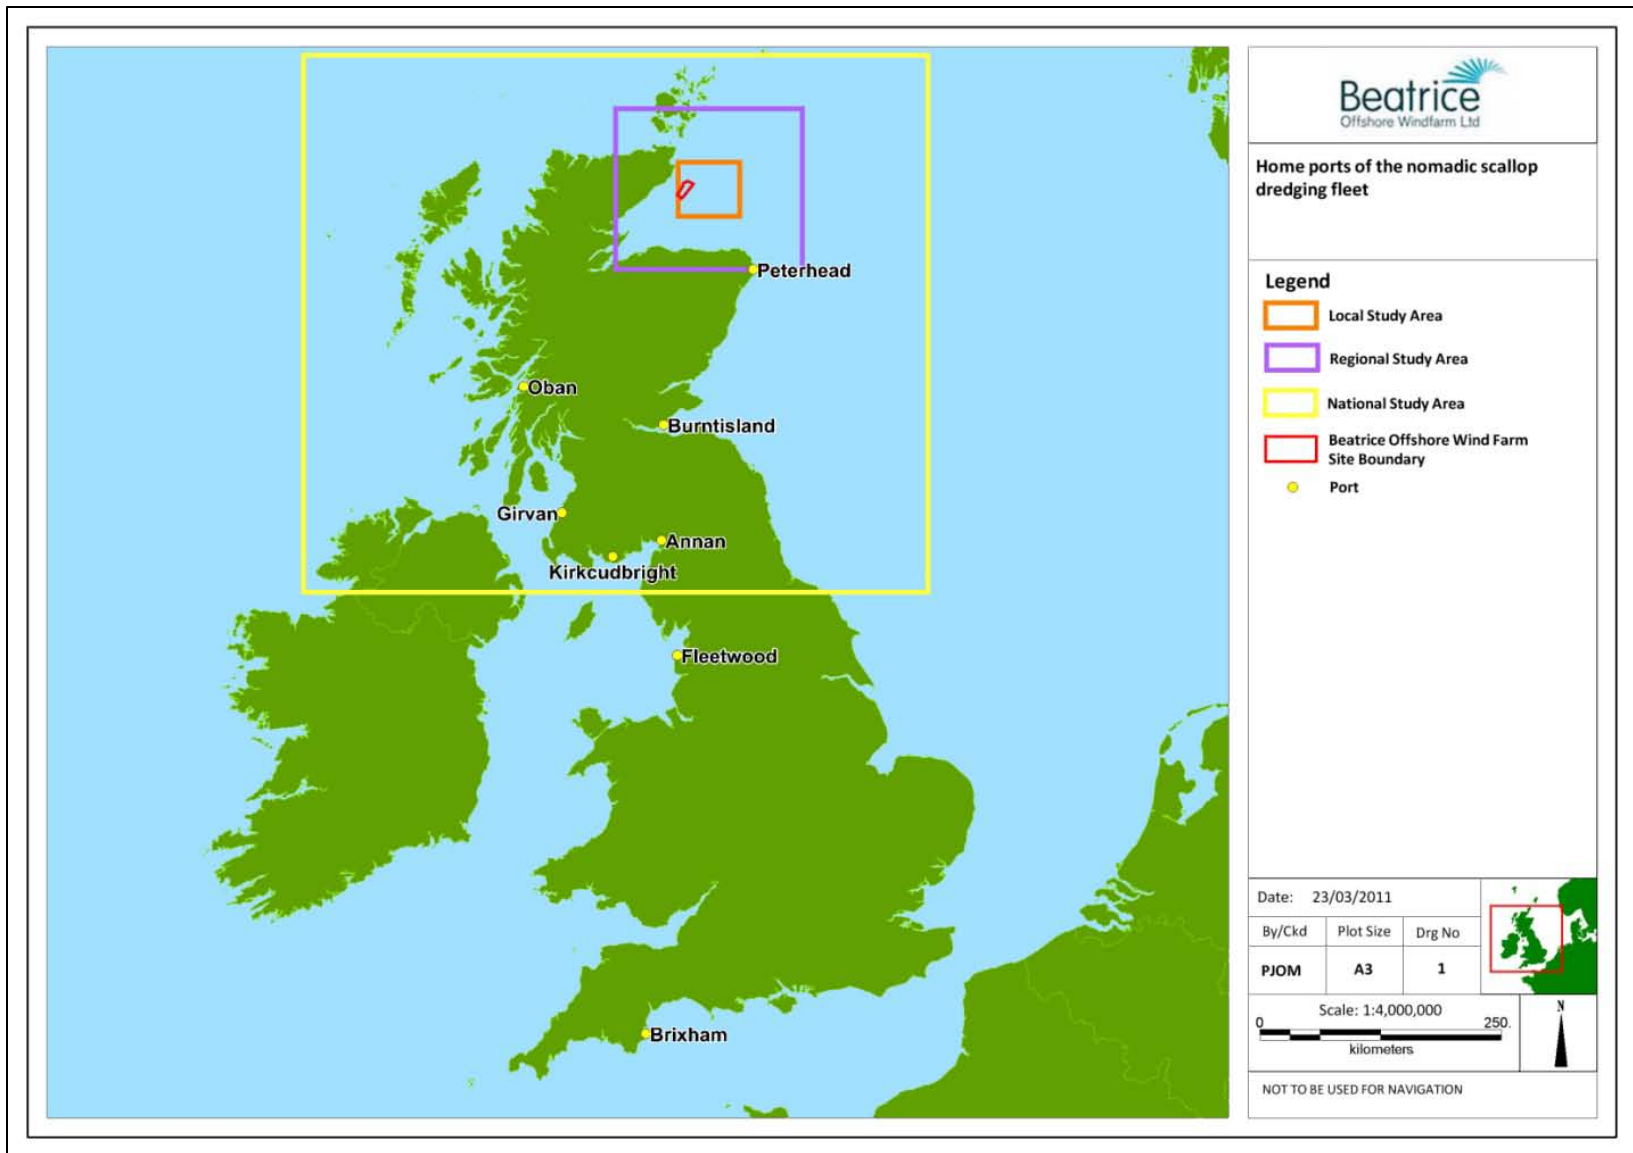 Beatrice
Offshore Windfarm Ltd
Home ports of the nomadic scallop
dredging fleet
Legend
Local Study Area
Regional Study Area
National Study Area
Beatrice Offshore Wind Farm
Site Boundary
Port
Peterhead
Oban
Burntisland
Girvan
Annan
Kirkcudbright
Fleetwood
Brixham
Date: 23/03/2011
By/Ckd Plot Size Drg No
PJOM A3 1
Scale: 1:4,000,000
0 250.
kilometers
N
NOT TO BE USED FOR NAVIGATION